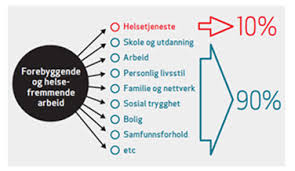 Forebyggende
og helse-
fremmende
arbeid
Helsetjeneste
Skole og utdanning
Arbeid
Personlig livsstil
Familie og nettverk
Sosial trygghet
Bolig
Samfunnsforhold
etc
10%
90%